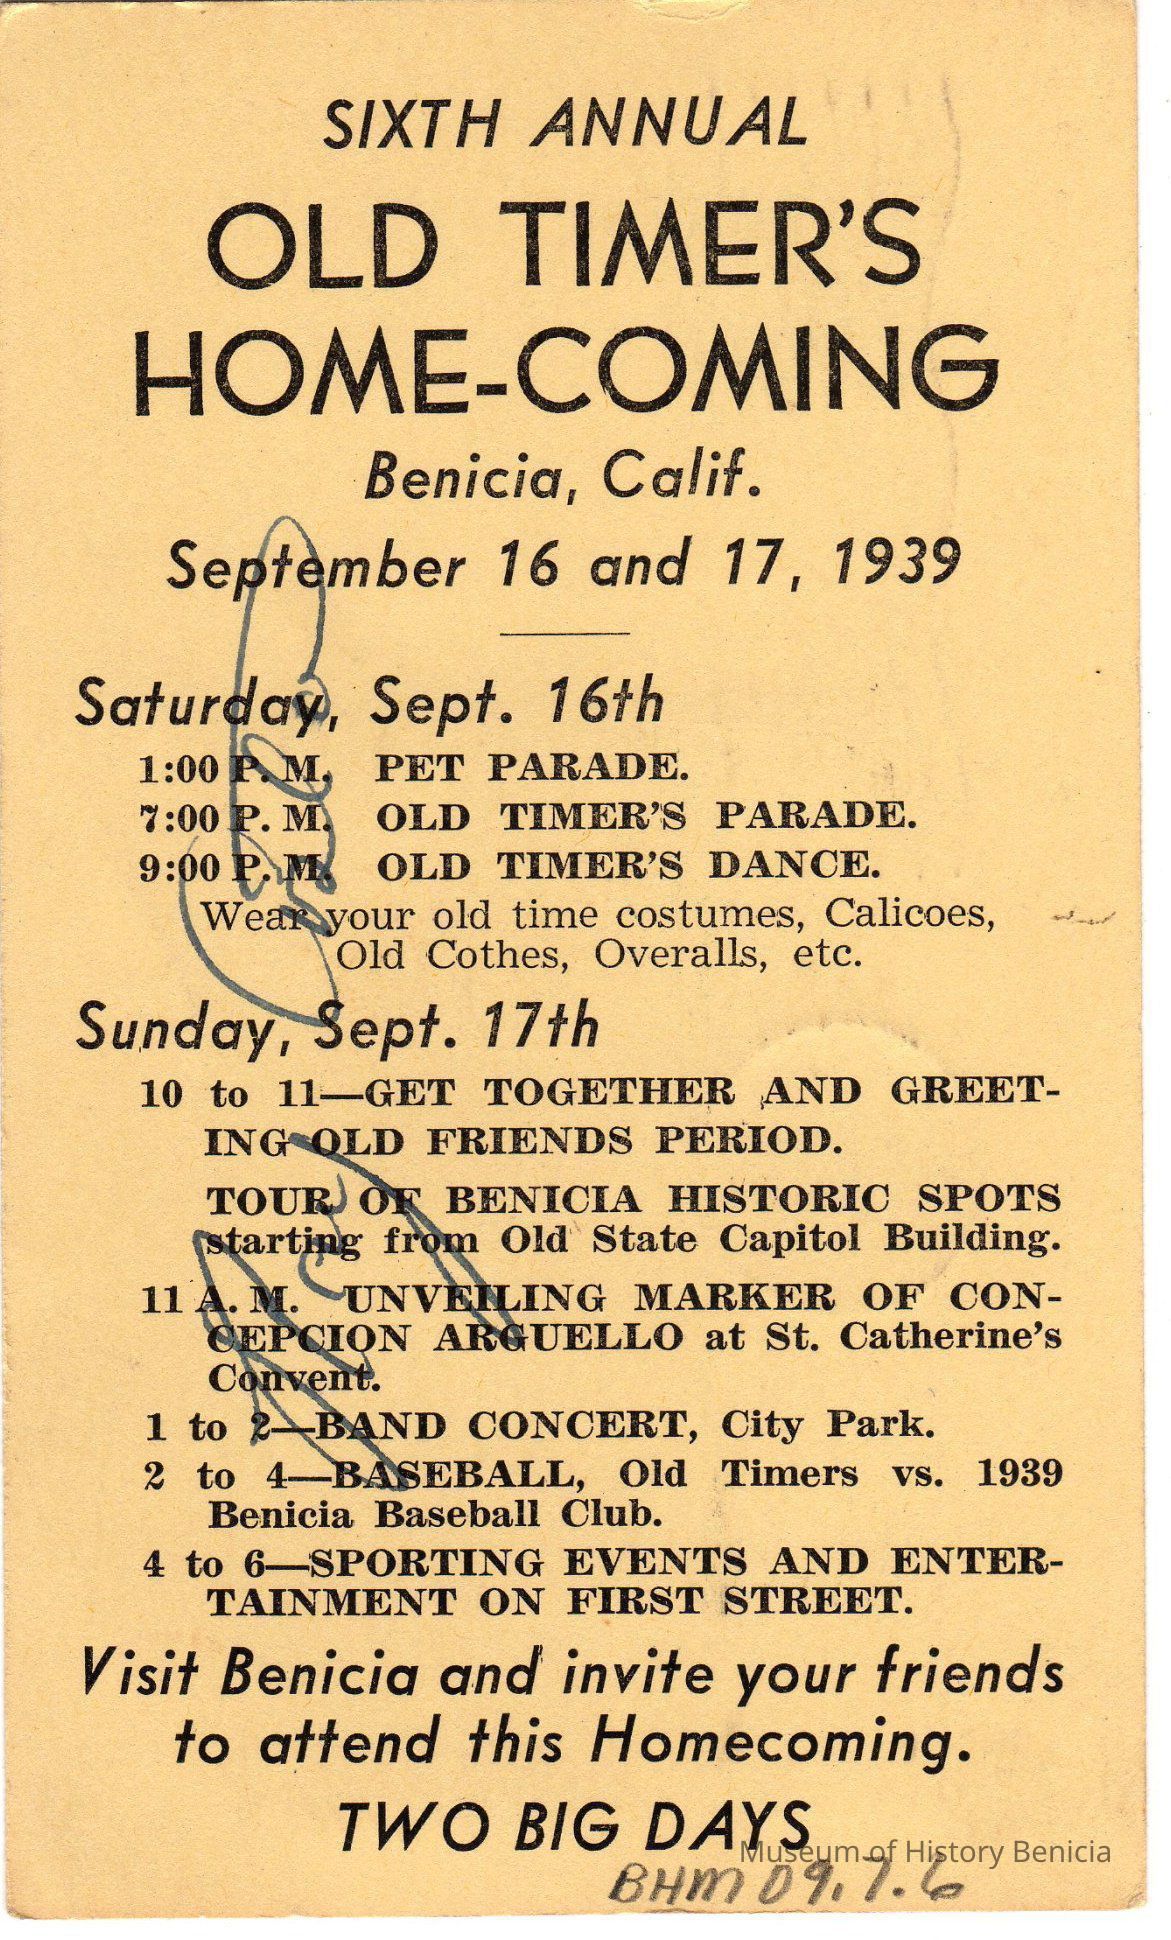 SIXTH ANNUAL
OLD TIMER'S
HOME-COMING
Benicia, Calif.
September 16 and 17, 1939
Saturday, Sept. 16th
1:00 P. M. PET PARADE.
7:00 P. M. OLD TIMER'S PARADE.
9:00 P. M. OLD TIMER'S DANCE.
Wear your old time costumes, Calicoes,
Old Cothes, Overalls, etc.
Sunday, Sept. 17th
10 to 11—GET TOGETHER AND GREET-
ING OLD FRIENDS PERIOD.
TOUR OF BENICIA HISTORIC SPOTS
starting from Old State Capitol Building.
11 A. M. UNVEILING MARKER OF CON-
CEPCION ARGUELLO at St. Catherine's
Convent.
1 to 2—BAND CONCERT, City Park.
2 to 4—BASEBALL, Old Timers vs. 1939
Benicia Baseball Club.
4 to 6—SPORTING EVENTS AND ENTER-
TAINMENT ON FIRST STREET.
Visit Benicia and invite your friends
to attend this Homecoming.
TWO BIG DAYS
Museum of History Benicia
BHM 09.7.6